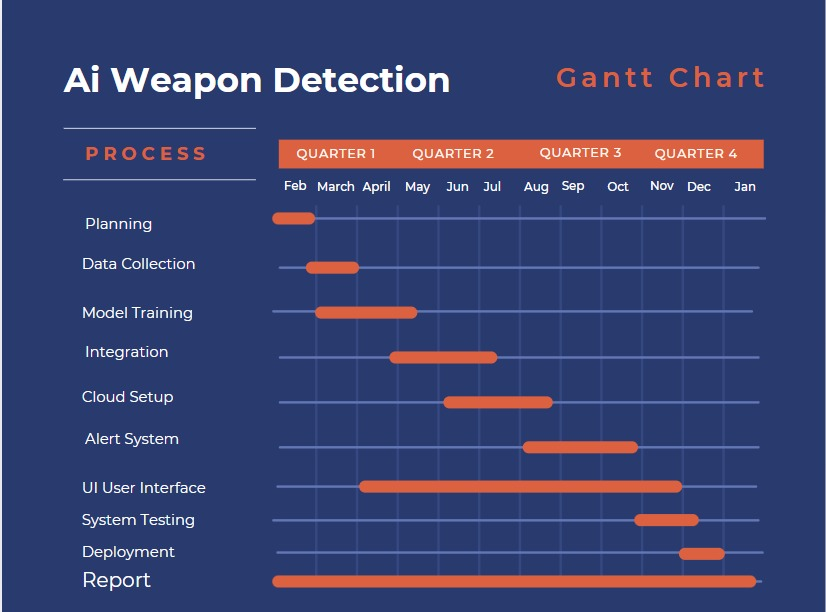 Ai Weapon Detection
Gantt Chart
PROCESS
QUARTER 1 QUARTER 2 QUARTER 3 QUARTER 4
Feb March April May Jun Jul Aug Sep Oct Nov Dec Jan
Planning
Data Collection
Model Training
Integration
Cloud Setup
Alert System
UI User Interface
System Testing
Deployment
Report